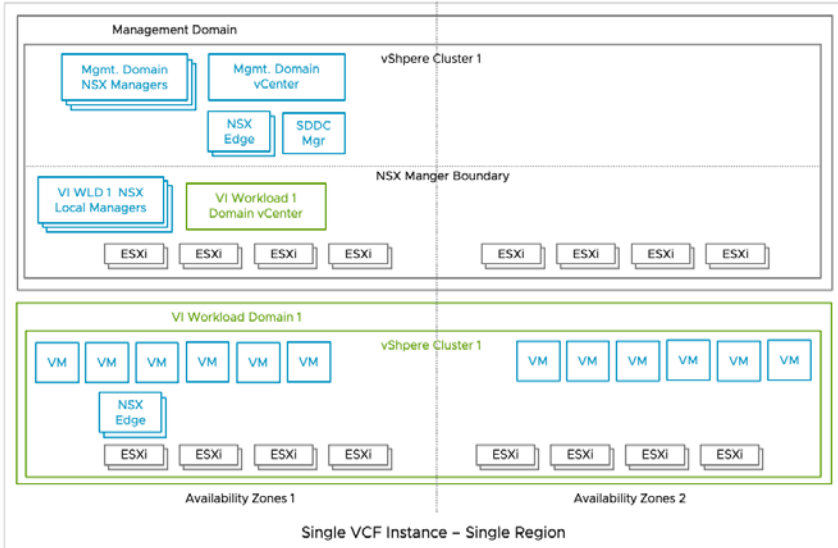 Management Domain
vShpere Cluster 1
Mgmt. Domain
NSX Managers
Mgmt. Domain
vCenter
NSX
Edge
SDDC
Mgr
NSX Manger Boundary
VI WLD 1 NSX
Local Managers
VI Workload 1
Domain vCenter
ESXi ESXi ESXi ESXi ESXi ESXi ESXi ESXi
VI Workload Domain 1
vShpere Cluster 1
VM VM VM VM VM VM VM VM VM VM VM VM
NSX
Edge
ESXi ESXi ESXi ESXi ESXi ESXi ESXi ESXi
Availability Zones 1 Availability Zones 2
Single VCF Instance – Single Region